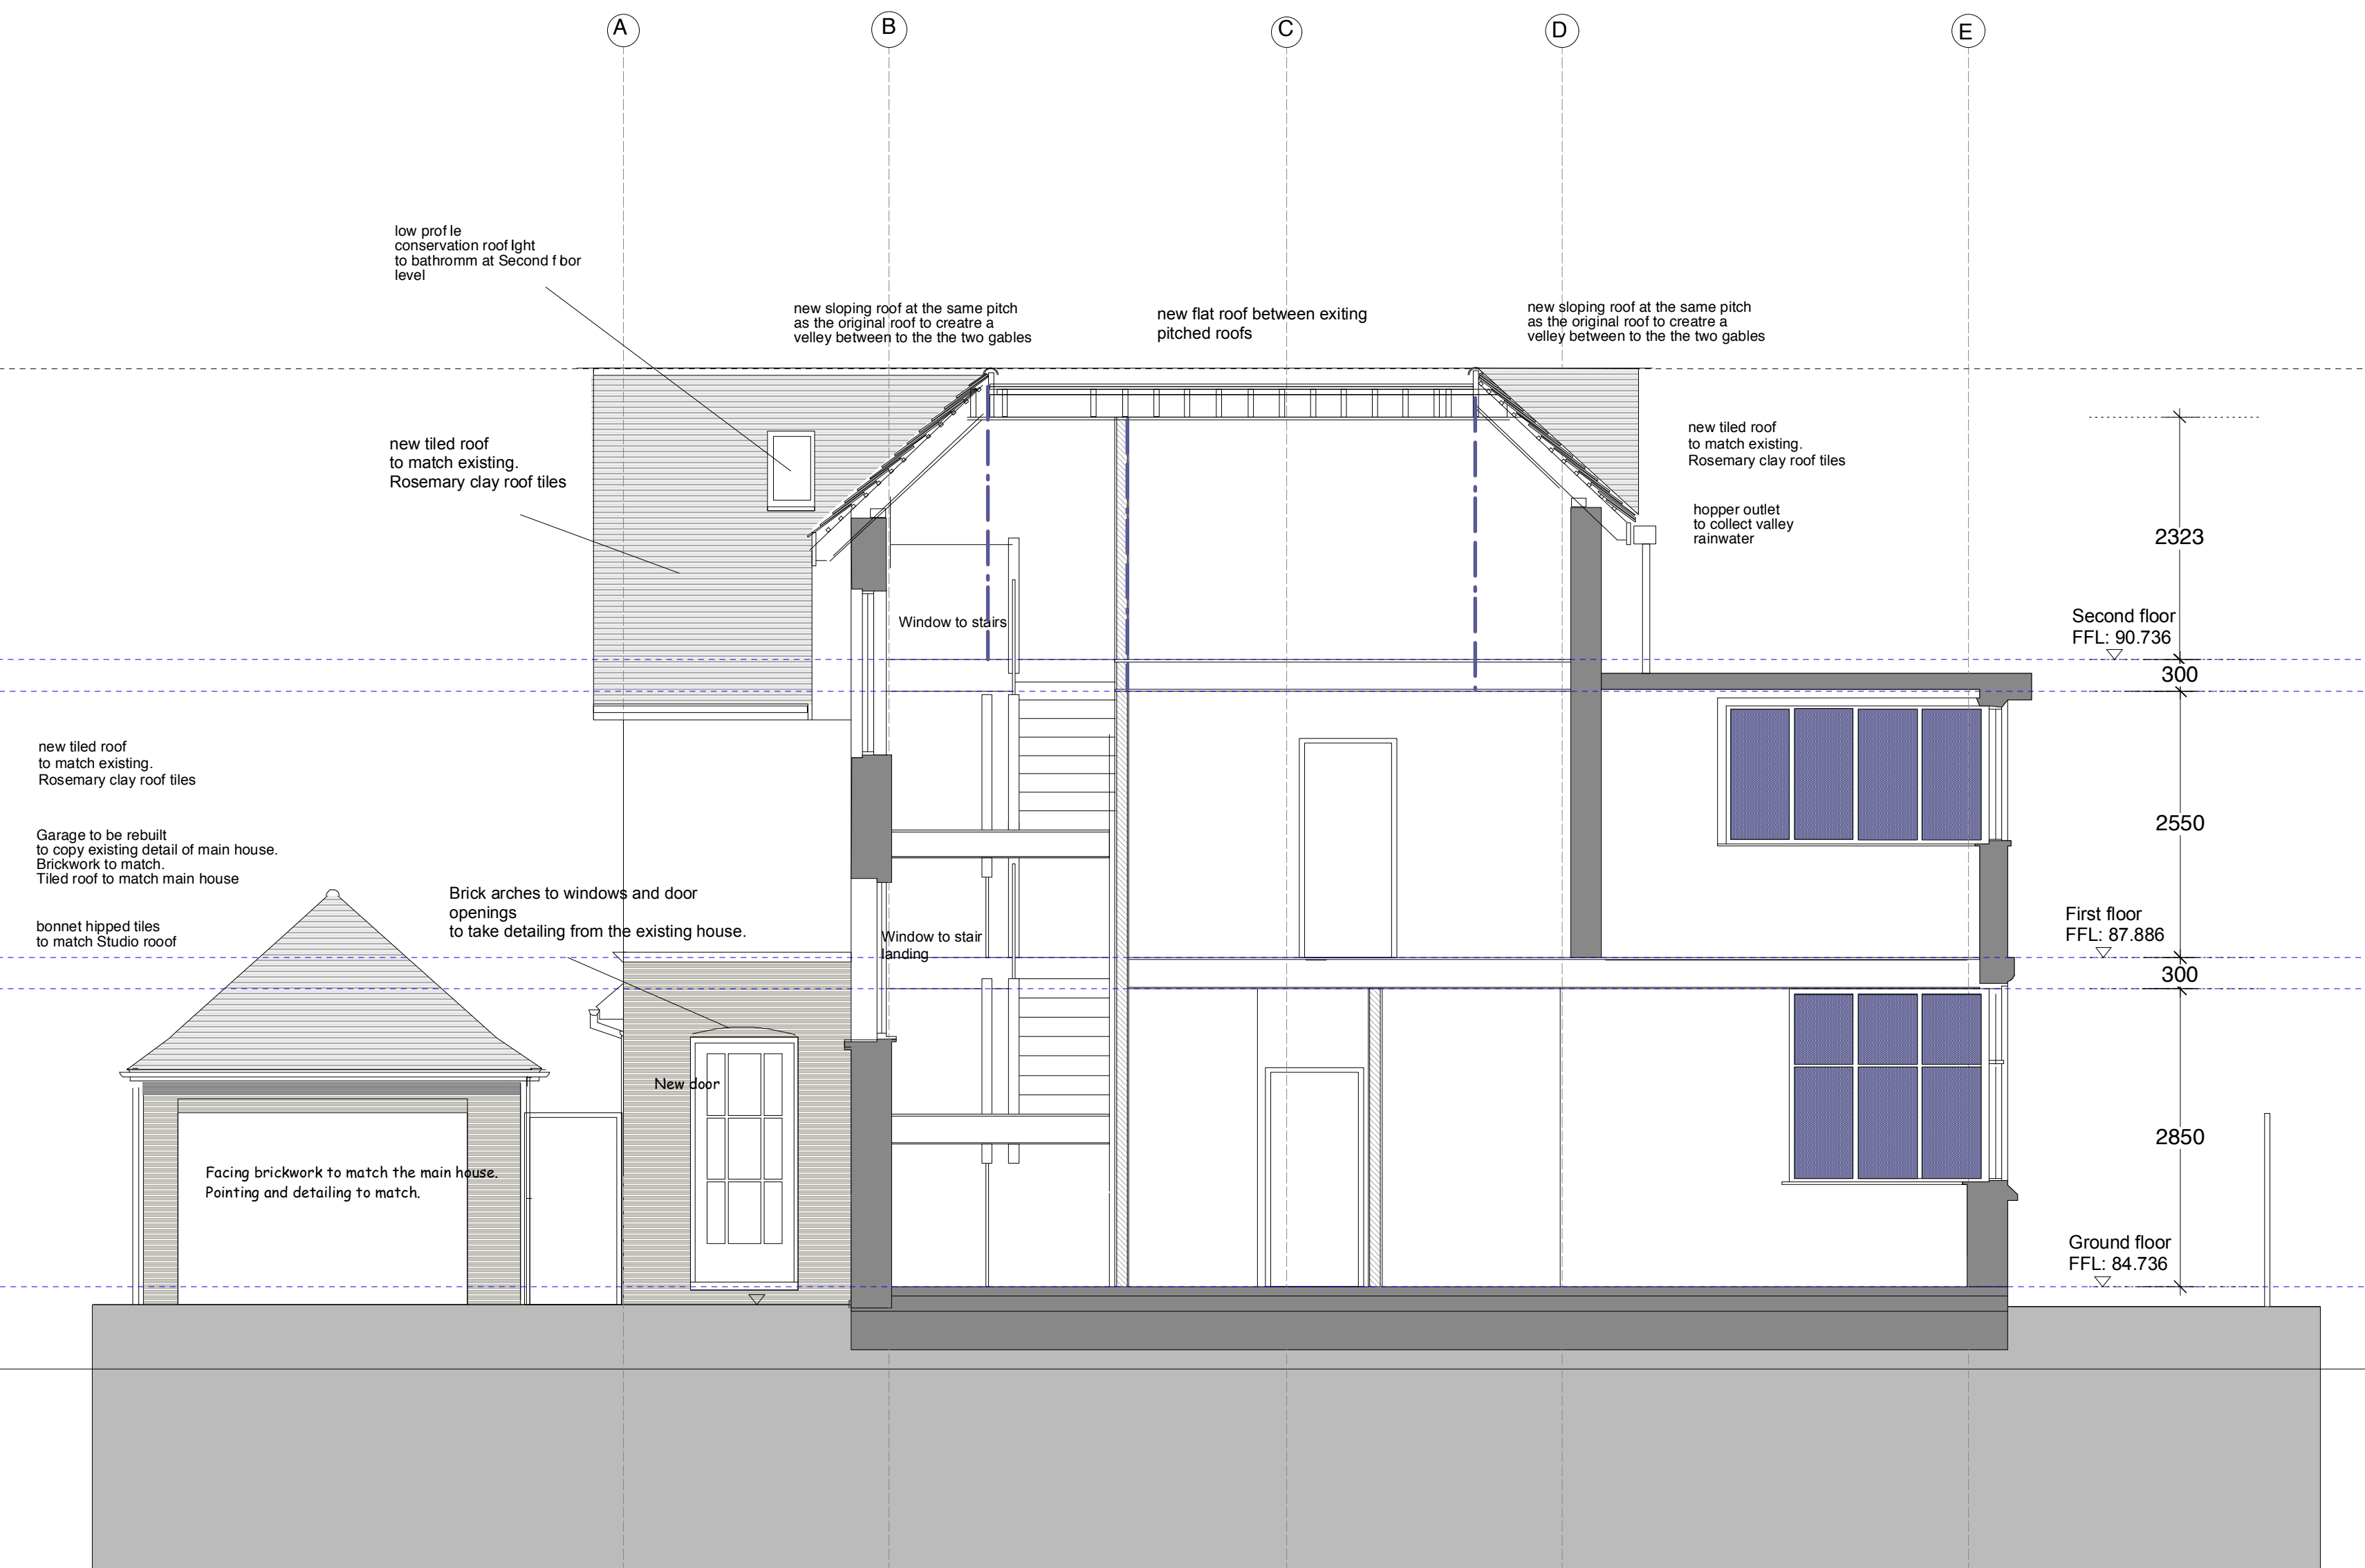 A
B
C
D
E
low profile
conservation rooflight
to bathromm at Second floor
level
new sloping roof at the same pitch
as the original roof to creatre a
velley between to the the two gables
new flat roof between exiting
pitched roofs
new sloping roof at the same pitch
as the original roof to creatre a
velley between to the the two gables
new tiled roof
to match existing.
Rosemary clay roof tiles
new tiled roof
to match existing.
Rosemary clay roof tiles
hopper outlet
to collect valley
rainwater
2323
Window to stairs
Second floor
FFL: 90.736
300
new tiled roof
to match existing.
Rosemary clay roof tiles
2550
Garage to be rebuilt
to copy existing detail of main house.
Brickwork to match.
Tiled roof to match main house
bonnet hipped tiles
to match Studio rooof
Brick arches to windows and door
openings
to take detailing from the existing house.
Window to stair
landing
First floor
FFL: 87.886
300
New door
2850
Facing brickwork to match the main house.
Pointing and detailing to match.
Ground floor
FFL: 84.736